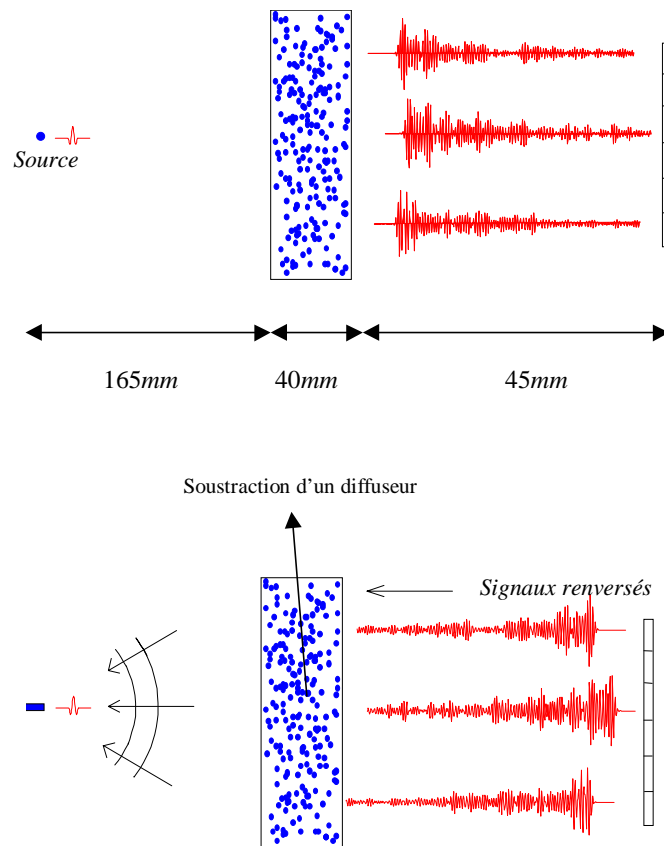 Source
165mm
40mm
45mm
Soustraction d'un diffuseur
Signaux renversés